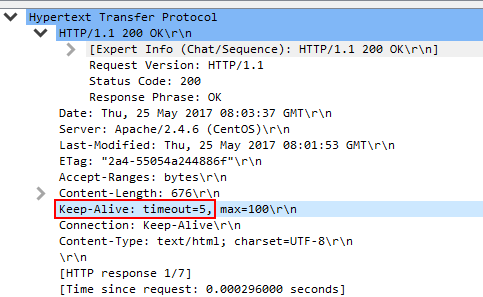 Hypertext Transfer Protocol
HTTP/1.1 200 OK\r\n
[Expert Info (Chat/Sequence): HTTP/1.1 200 OK\r\n]
Request Version: HTTP/1.1
Status Code: 200
Response Phrase: OK
Date: Thu, 25 May 2017 08:03:37 GMT\r\n
Server: Apache/2.4.6 (CentOS)\r\n
Last-Modified: Thu, 25 May 2017 08:01:53 GMT\r\n
ETag: "2a4-55054a244886f"\r\n
Accept-Ranges: bytes\r\n
Content-Length: 676\r\n
Keep-Alive: timeout=5, max=100\r\n
Connection: Keep-Alive\r\n
Content-Type: text/html; charset=UTF-8\r\n
\r\n
[HTTP response 1/7]
[Time since request: 0.000296000 seconds]